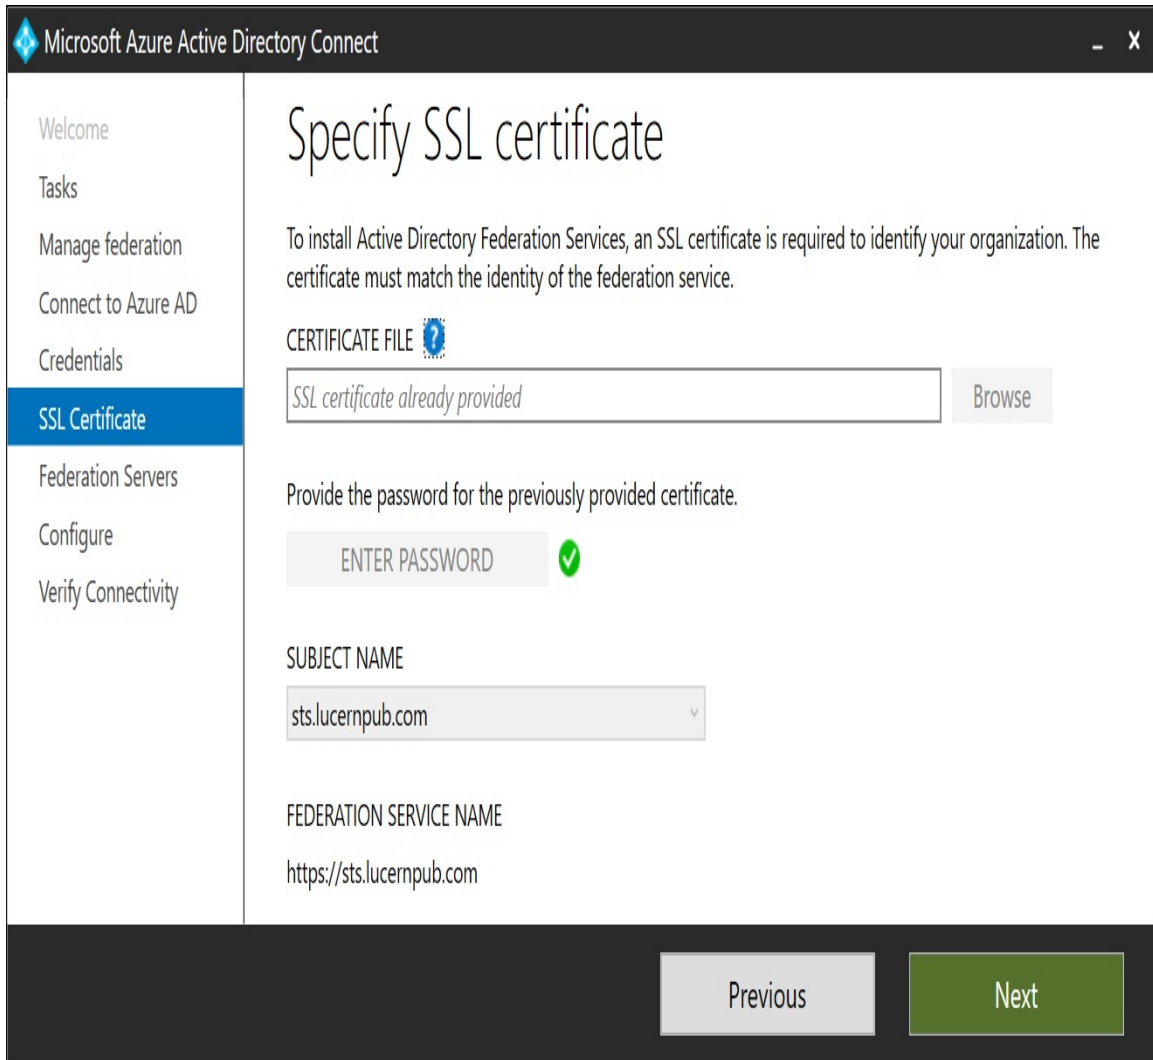 Microsoft Azure Active Directory Connect
Welcome
Tasks
Manage federation
Connect to Azure AD
Credentials
SSL Certificate
Federation Servers
Configure
Verify Connectivity
Specify SSL certificate
To install Active Directory Federation Services, an SSL certificate is required to identify your organization. The
certificate must match the identity of the federation service.
CERTIFICATE FILE ?
SSL certificate already provided
Browse
Provide the password for the previously provided certificate.
ENTER PASSWORD
SUBJECT NAME
sts.lucernpub.com
FEDERATION SERVICE NAME
https://sts.lucernpub.com
Previous
Next